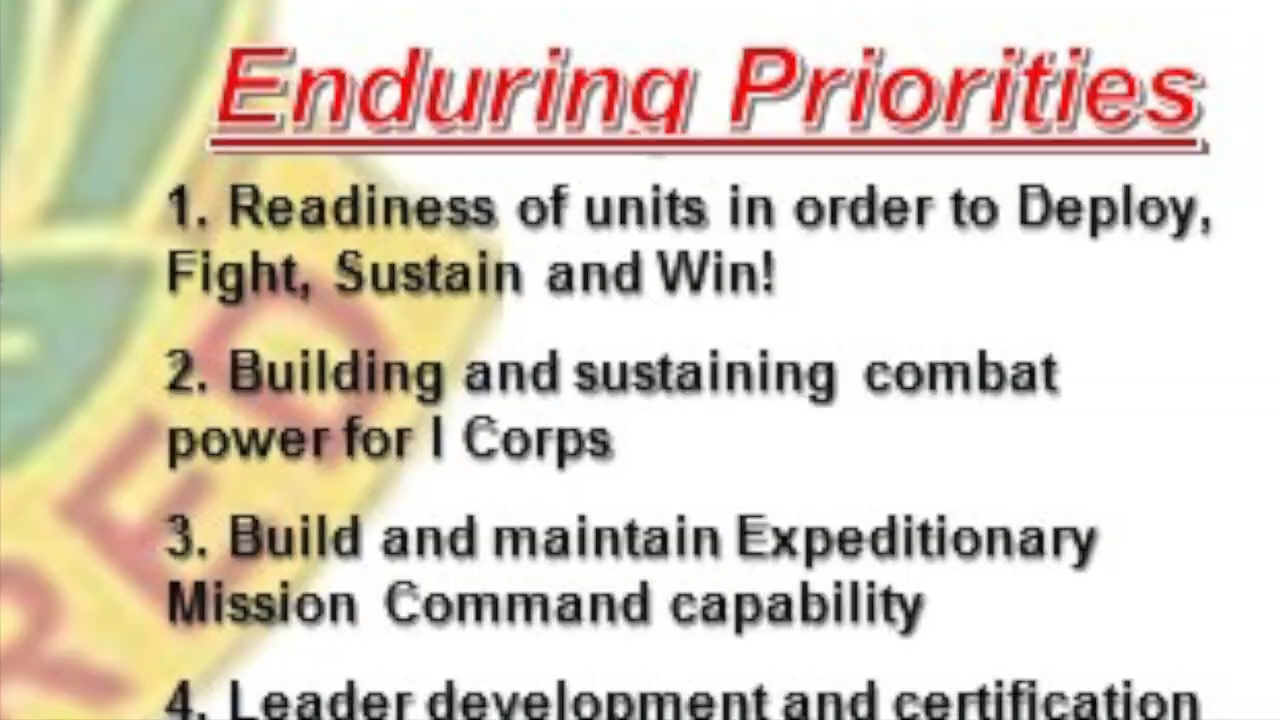 Enduring Priorities
1. Readiness of units in order to Deploy,
Fight, Sustain and Win!
2. Building and sustaining combat
power for I Corps
3. Build and maintain Expeditionary
Mission Command capability
4. Leader development and certification